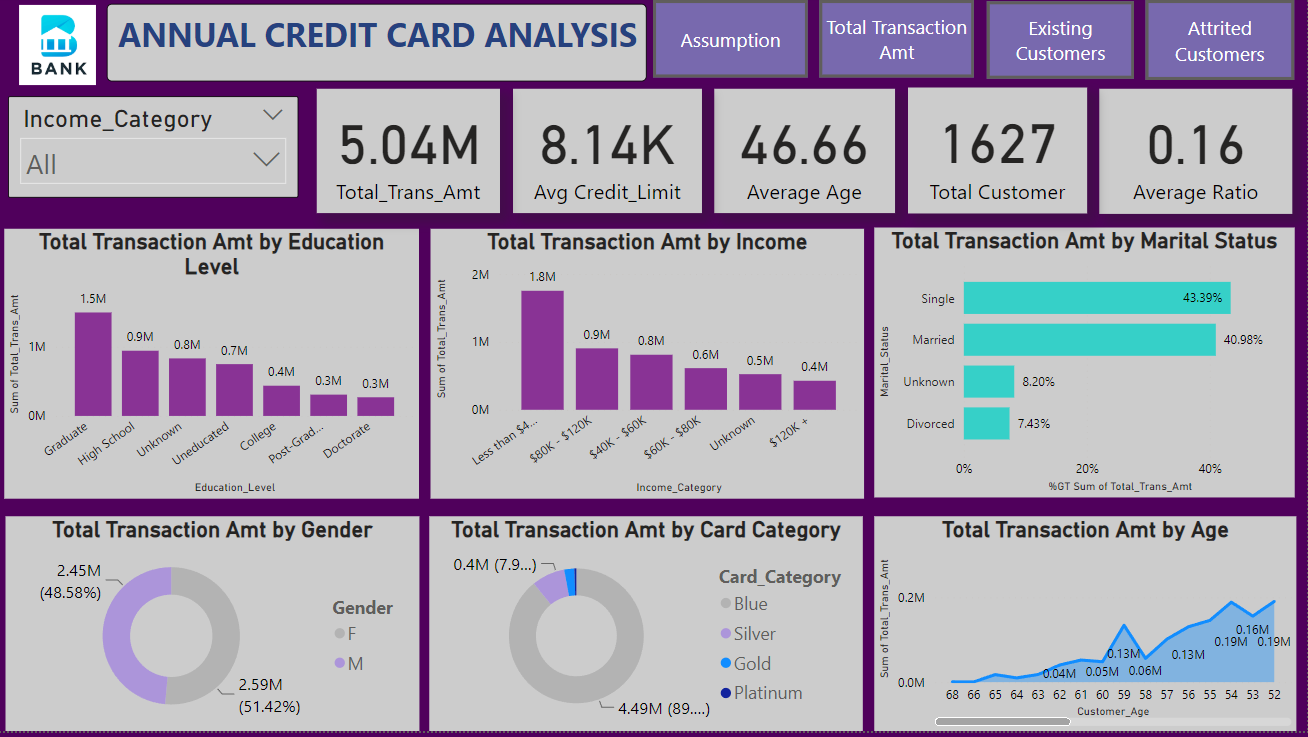 BANK
ANNUAL CREDIT CARD ANALYSIS
Assumption
Total Transaction
Amt
Existing
Customers
Attrited
Customers
Income_Category
All
5.04M
Total_Trans_Amt
8.14K
Avg Credit_Limit
46.66
Average Age
1627
Total Customer
0.16
Average Ratio
Total Transaction Amt by Education
Level
Sum of Total_Trans_Amt
1M
0M
1.5M
0.9M
0.8M
0.7M
0.4M
0.3M
0.3M
Graduate
High School
Unknown
Uneducated
College
Post-Grad...
Doctorate
Education_Level
Total Transaction Amt by Income
Sum of Total_Trans_Amt
2M
1M
0M
1.8M
0.9M
0.8M
0.6M
0.5M
0.4M
Less than $4...
$80K - $120K
$40K - $60K
$60K - $80K
Unknown
$120K +
Income_Category
Total Transaction Amt by Marital Status
Marital_Status
Single
43.39%
Married
40.98%
Unknown
8.20%
Divorced
7.43%
0%
20%
40%
%GT Sum of Total_Trans_Amt
Total Transaction Amt by Gender
2.45M
(48.58%)
2.59M
(51.42%)
Gender
F
M
Total Transaction Amt by Card Category
0.4M (7.9...)
4.49M (89....)
Card_Category
Blue
Silver
Gold
Platinum
Total Transaction Amt by Age
Sum of Total_Trans_Amt
0.2M
0.0M
0.04M
0.05M
0.13M
0.06M
0.13M
0.19M
0.16M
0.19M
68 66 65 64 63 62 61 60 59 58 57 56 55 54 53 52
Customer_Age